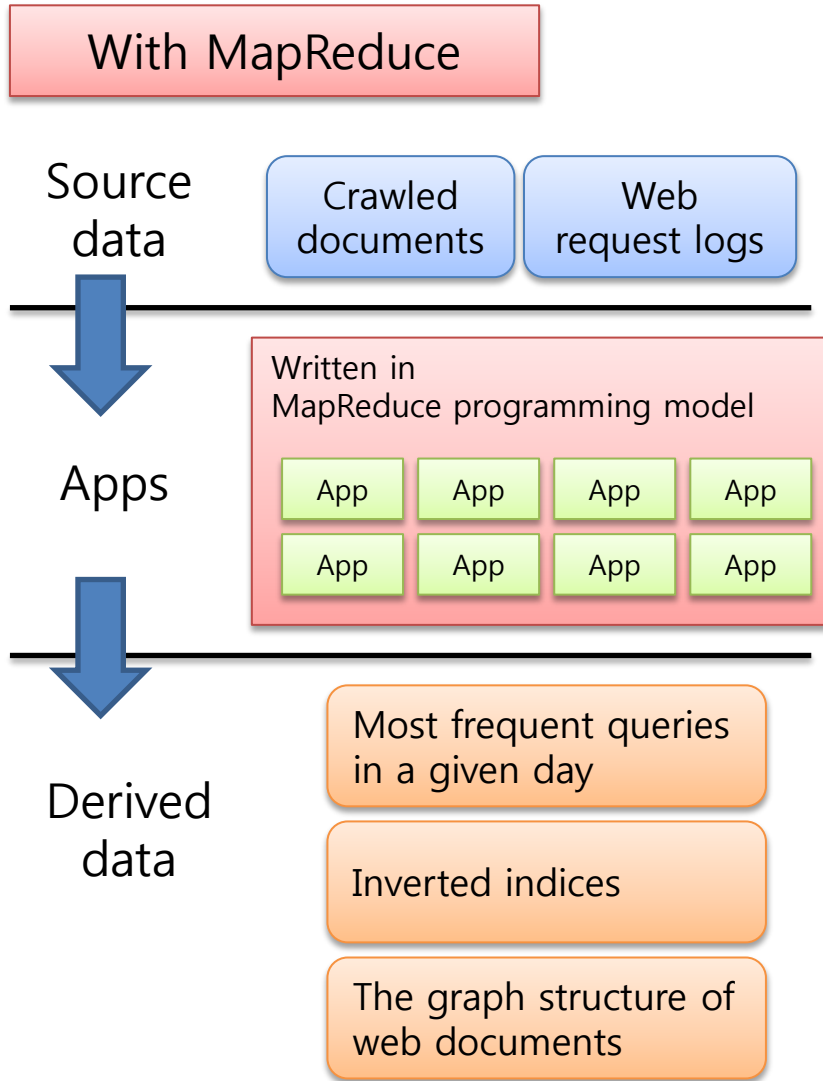 With MapReduce
Source
data
Crawled
documents
Web
request logs
Written in
MapReduce programming model
Apps
App App App App
App App App App
Derived
data
Most frequent queries
in a given day
Inverted indices
The graph structure of
web documents